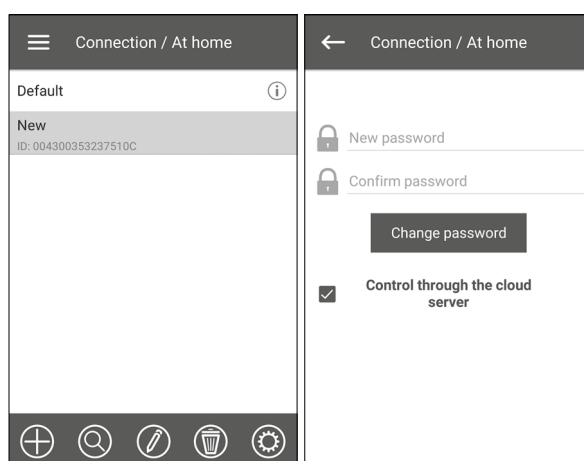 Connection / At home
Default
New
ID: 004300353237510C
Connection / At home
New password
Confirm password
Change password
Control through the cloud
server